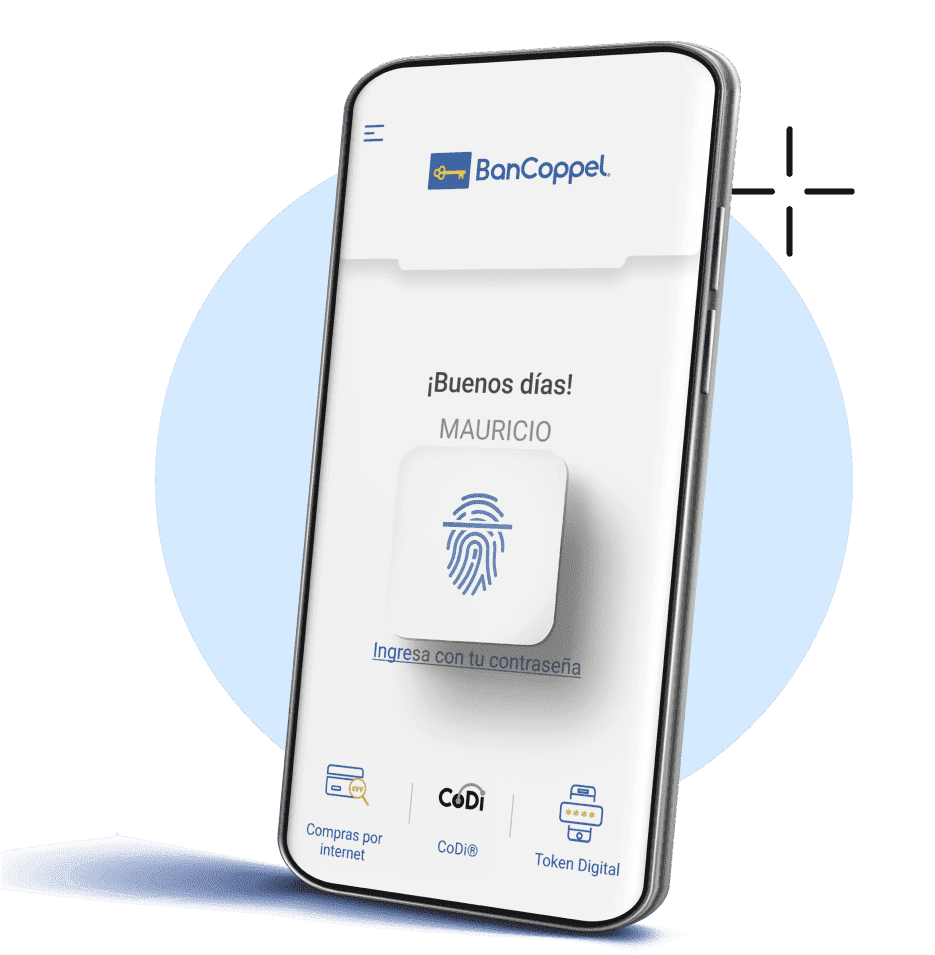 BanCoppel.
¡Buenos días!
MAURICIO
Ingresa con tu contraseña
CVV
Compras por
internet
CoDi
CoDi®
****
Token Digital